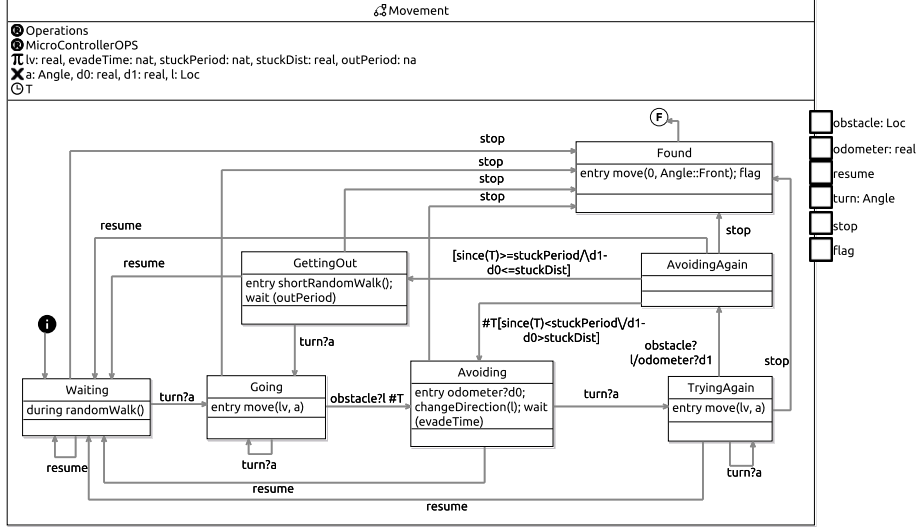 Movement
Operations
MicroControllerOPS
π lv: real, evadeTime: nat, stuckPeriod: nat, stuckDist: real, outPeriod: na
X a: Angle, d0: real, d1: real, l: Loc
T
obstacle: Loc
odometer: real
resume
turn: Angle
stop
flag
F
stop
Found
entry move(0, Angle::Front); flag
stop
stop
stop
resume
stop
resume
GettingOut
entry shortRandomWalk();
wait (outPeriod)
[since(T)>=stuckPeriod/\d1-
d0<=stuckDist]
AvoidingAgain
i
turn?a
#T[since(T)<stuckPeriod\/d1-
d0>stuckDist]
obstacle?
l/odometer?d1
stop
Waiting
during randomWalk()
turn?a
Going
entry move(lv, a)
obstacle?l #T
Avoiding
entry odometer?d0;
changeDirection(l); wait
(evadeTime)
turn?a
TryingAgain
entry move(lv, a)
resume
turn?a
turn?a
resume
resume